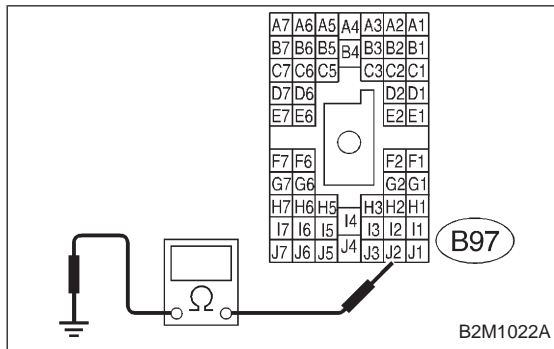 A7 A6 A5 A4 A3 A2 A1
B7 B6 B5 B4 B3 B2 B1
C7 C6 C5 C3 C2 C1
D7 D6 D2 D1
E7 E6 E2 E1
F7 F6 F2 F1
G7 G6 G2 G1
H7 H6 H5 H3 H2 H1
I7 I6 I5 I4 I3 I2 I1
J7 J6 J5 J4 J3 J2 J1
B97
Ω
B2M1022A